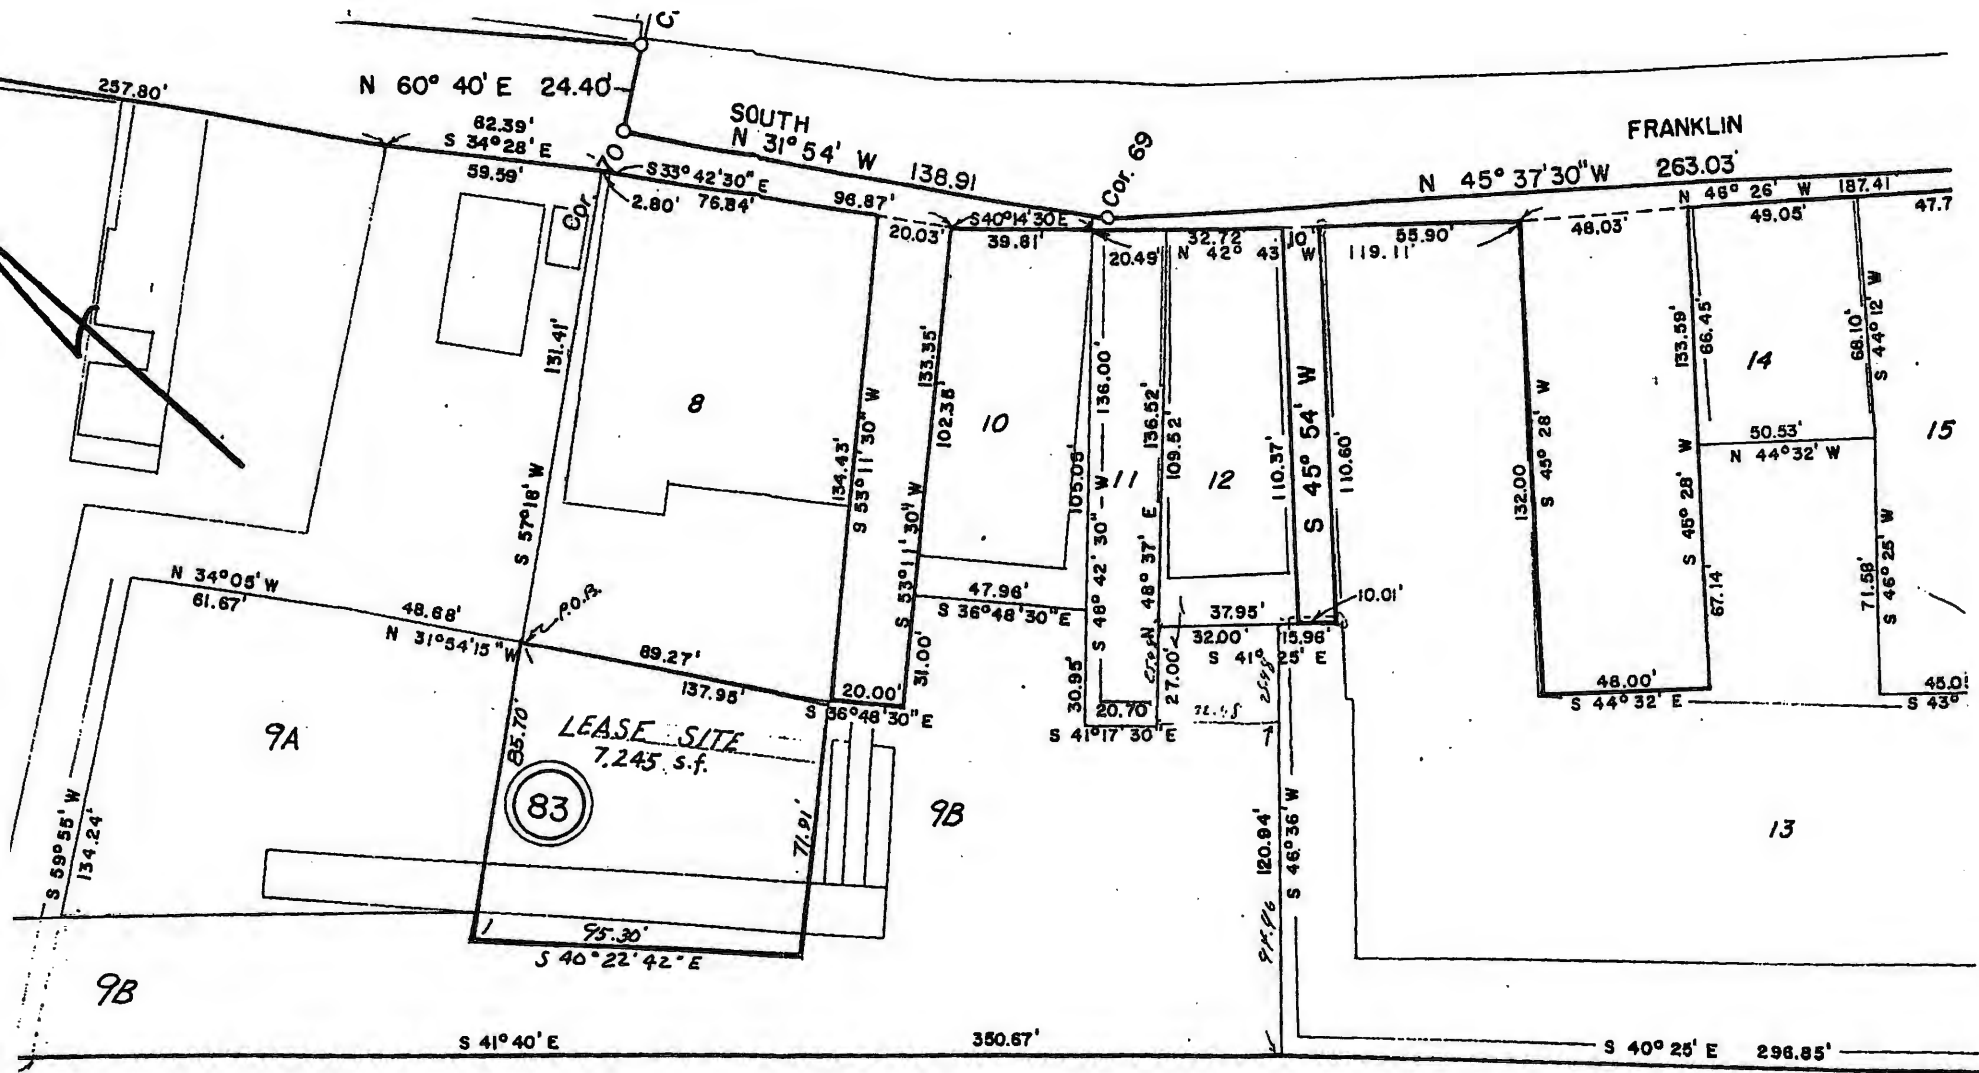 257.80'
N 60° 40' E 24.40'
62.39'
S 34° 28' E
59.59'
Cor. 70
2.80'
SOUTH
N 31° 54' W 138.91
S33° 42' 30" E
76.84'
96.87'
20.03'
S40° 14' 30 E
39.81'
Cor. 69
FRANKLIN
N 45° 37' 30" W 263.03'
N 46° 26' W 187.41'
49.05'
47.7
48.03'
20.49'
32.72
N 42° 43' W
10'
55.90'
119.11'
131.41'
S 57° 18' W
8
134.43'
S 53° 11' 30" W
133.35'
102.35'
S 53° 11' 30" W
31.00'
10
105.05'
136.00'
S 48° 42' 30" W
30.95'
11
136.52'
109.52'
N 48° 37' E
27.00'
12
110.37'
S 45° 54' W
110.60'
132.00
S 45° 28' W
133.59'
66.45'
S 45° 28' W
67.14'
14
68.10'
S 44° 12' W
15
50.53'
N 44° 32' W
71.58'
S 46° 25' W
47.96'
S 36° 48' 30" E
10.01'
37.95'
32.00'
15.96'
S 41° 25' E
N 34° 05' W
61.67'
48.68'
N 31° 54' 15" W
P.O.B.
89.27'
137.95'
20.00'
S 36° 48' 30" E
20.70'
S 41° 17' 30" E
48.00'
S 44° 32' E
45.0
S 43°
9A
85.70'
LEASE SITE
7,245 s.f.
83
71.91'
9B
13
S 59° 55' W
134.24'
120.94'
S 46° 36' W
95.30'
S 40° 22' 42" E
9B
S 41° 40' E
350.67'
S 40° 25' E 296.85'